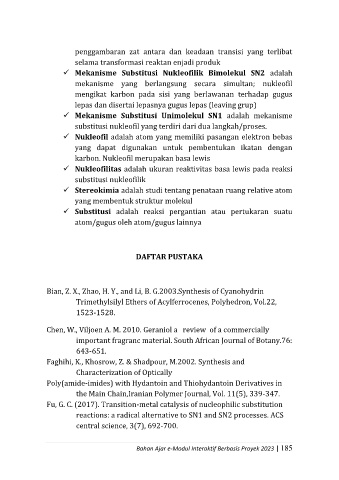 penggambaran zat antara dan keadaan transisi yang terlibat
selama transformasi reaktan enjadi produk
✓ Mekanisme Substitusi Nukleofilik Bimolekul SN2 adalah
mekanisme yang berlangsung secara simultan; nukleofil
mengikat karbon pada sisi yang berlawanan terhadap gugus
lepas dan disertai lepasnya gugus lepas (leaving grup)
✓ Mekanisme Substitusi Unimolekul SN1 adalah mekanisme
substitusi nukleofil yang terdiri dari dua langkah/proses.
✓ Nukleofil adalah atom yang memiliki pasangan elektron bebas
yang dapat digunakan untuk pembentukan ikatan dengan
karbon. Nukleofil merupakan basa lewis
✓ Nukleofilitas adalah ukuran reaktivitas basa lewis pada reaksi
substitusi nukleofilik
✓ Stereokimia adalah studi tentang penataan ruang relative atom
yang membentuk struktur molekul
✓ Substitusi adalah reaksi pergantian atau pertukaran suatu
atom/gugus oleh atom/gugus lainnya
DAFTAR PUSTAKA
Bian, Z. X., Zhao, H. Y., and Li, B. G.2003.Synthesis of Cyanohydrin
Trimethylsilyl Ethers of Acylferrocenes, Polyhedron, Vol.22,
1523-1528.
Chen, W., Viljoen A. M. 2010. Geraniol a review of a commercially
important fragranc material. South African Journal of Botany.76:
643-651.
Faghihi, K., Khosrow, Z. & Shadpour, M.2002. Synthesis and
Characterization of Optically
Poly(amide-imides) with Hydantoin and Thiohydantoin Derivatives in
the Main Chain,Iranian Polymer Journal, Vol. 11(5), 339-347.
Fu, G. C. (2017). Transition-metal catalysis of nucleophilic substitution
reactions: a radical alternative to SN1 and SN2 processes. ACS
central science, 3(7), 692-700.
Bahan Ajar e-Modul Interaktif Berbasis Proyek 2023 | 185